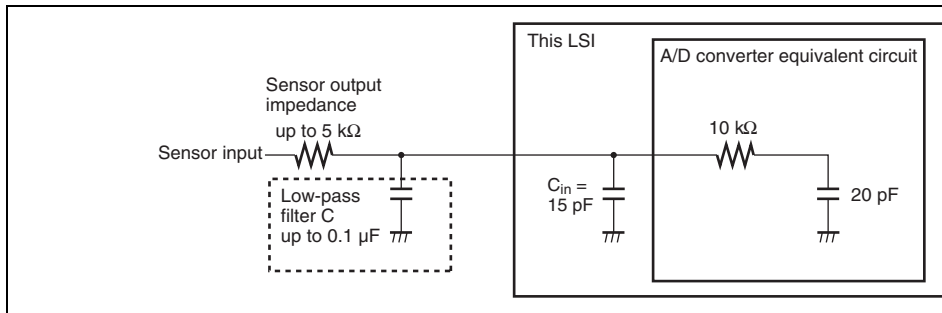 This LSI
A/D converter equivalent circuit
Sensor output
impedance
up to 5 kΩ
10 kΩ
Sensor input
Low-pass
filter C
up to 0.1 μF
Cin =
15 pF
20 pF